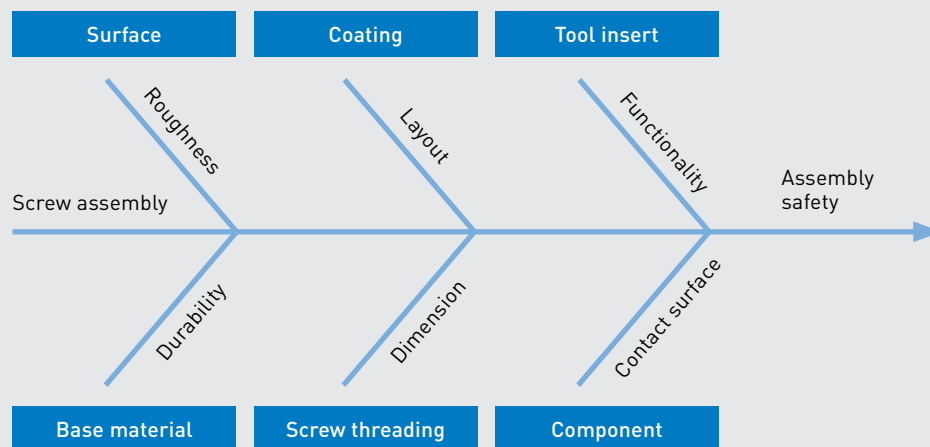 Surface
Coating
Tool insert
Roughness
Layout
Functionality
Screw assembly
Assembly
safety
Durability
Dimension
Contact surface
Base material
Screw threading
Component